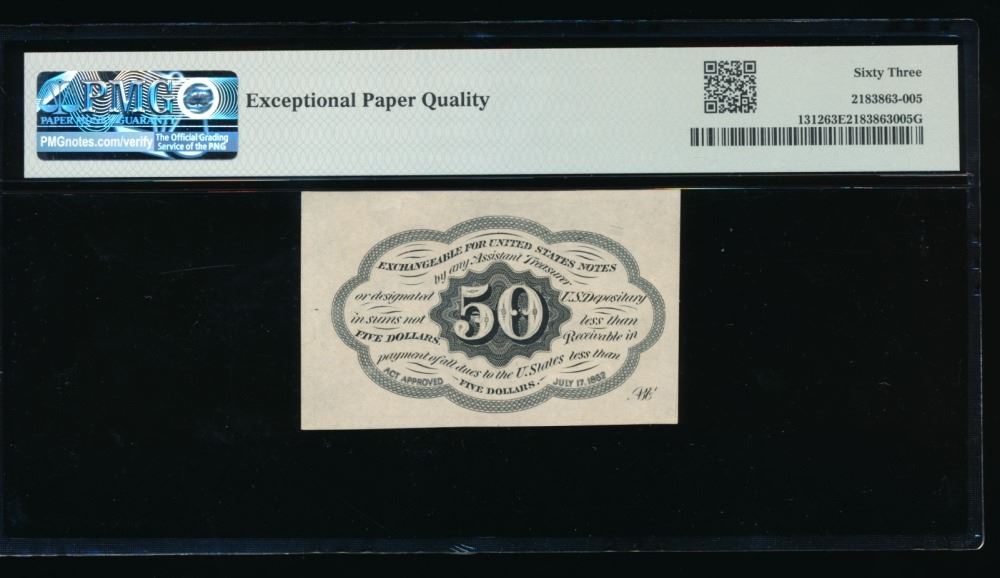 PMG
PAPER MONEY GUARANTY
PMGnotes.com/verify
The Official Grading
Service of the PNG
Exceptional Paper Quality
Sixty Three
2183863-005
131263E2183863005G
EXCHANGEABLE FOR UNITED STATES NOTES
by any Assistant Treasurer
or designated U.S. Depositary
in sums not less than
FIVE DOLLARS. Receivable in
payment of all dues to the U. States less than
FIVE DOLLARS.
ACT APPROVED JULY 17. 1862
50